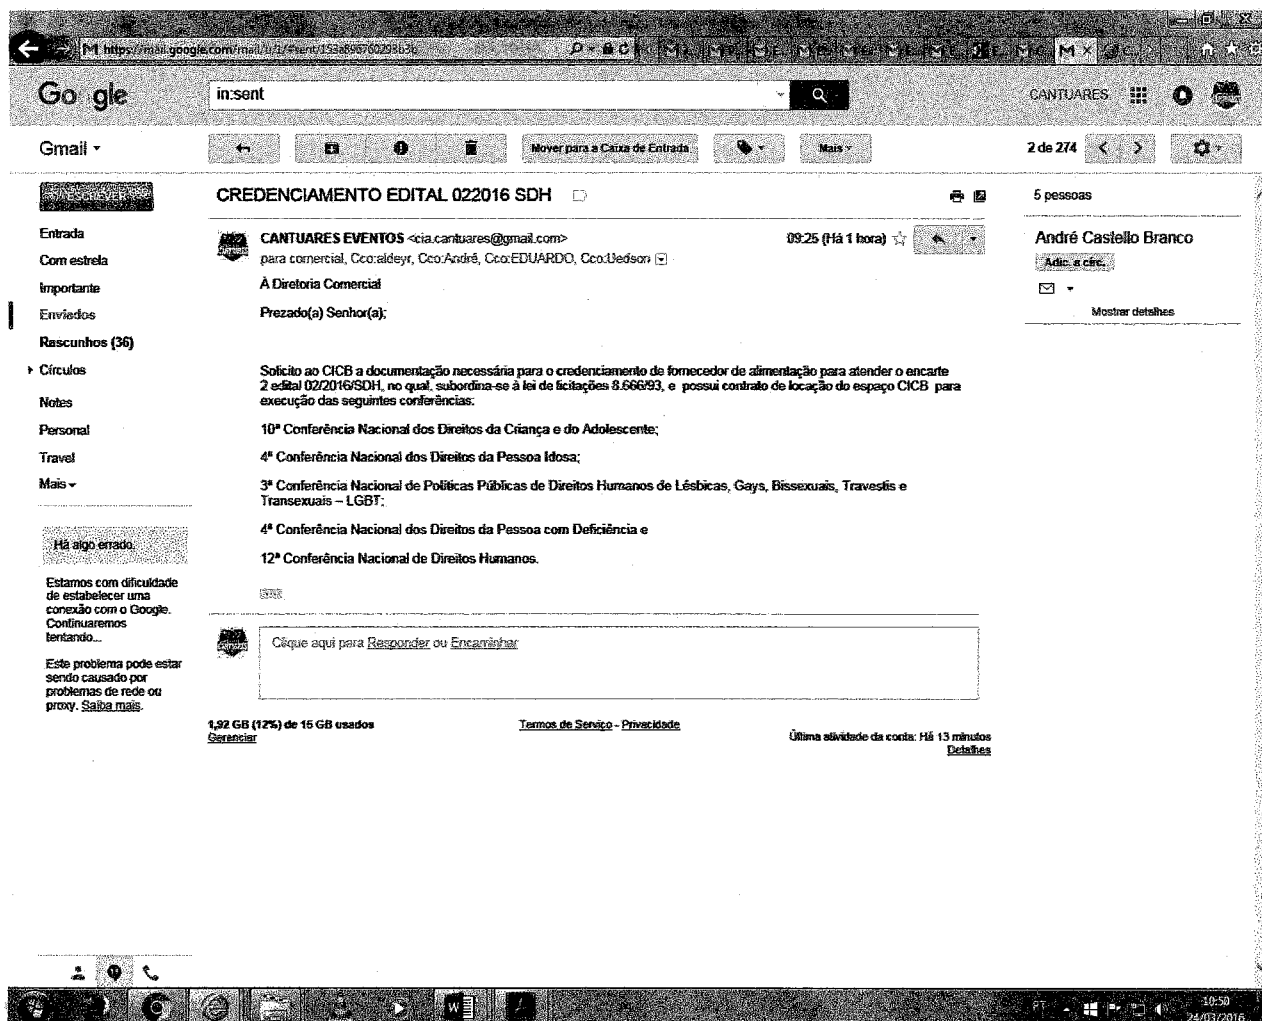 https://mail.google.com/mail/u/1/#sent/153a896760293b3b
Go gle
in:sent
CANTUARES
Gmail
Mover para a Caixa de Entrada
Mais
2 de 274
ESCREVER
CREDENCIAMENTO EDITAL 022016 SDH
5 pessoas
Entrada
Com estrela
Importante
Enviados
Rascunhos (36)
Círculos
Notes
Personal
Travel
Mais
CANTUARES EVENTOS <cia.cantuares@gmail.com>
09:25 (Há 1 hora)
para comercial, Cco:aldeyr, Cco:André, Cco:EDUARDO, Cco:Uedson
André Castello Branco
Adic. a círc.
Mostrar detalhes
À Diretoria Comercial
Prezado(a) Senhor(a);
Solicito ao CICB a documentação necessária para o credenciamento de fornecedor de alimentação para atender o encarte
2 edital 02/2016/SDH, no qual, subordina-se à lei de licitações 8.666/93, e possui contrato de locação do espaço CICB para
execução das seguintes conferências:
10ª Conferência Nacional dos Direitos da Criança e do Adolescente;
4ª Conferência Nacional dos Direitos da Pessoa Idosa;
3ª Conferência Nacional de Políticas Públicas de Direitos Humanos de Lésbicas, Gays, Bissexuais, Travestis e
Transexuais – LGBT;
4ª Conferência Nacional dos Direitos da Pessoa com Deficiência e
12ª Conferência Nacional de Direitos Humanos.
Há algo errado.
Estamos com dificuldade
de estabelecer uma
conexão com o Google.
Continuaremos
tentando...
Este problema pode estar
sendo causado por
problemas de rede ou
proxy. Saiba mais.
Clique aqui para Responder ou Encaminhar
1,92 GB (12%) de 15 GB usados
Gerenciar
Termos de Serviço - Privacidade
Última atividade da conta: Há 13 minutos
Detalhes
PT
10:50
24/03/2016